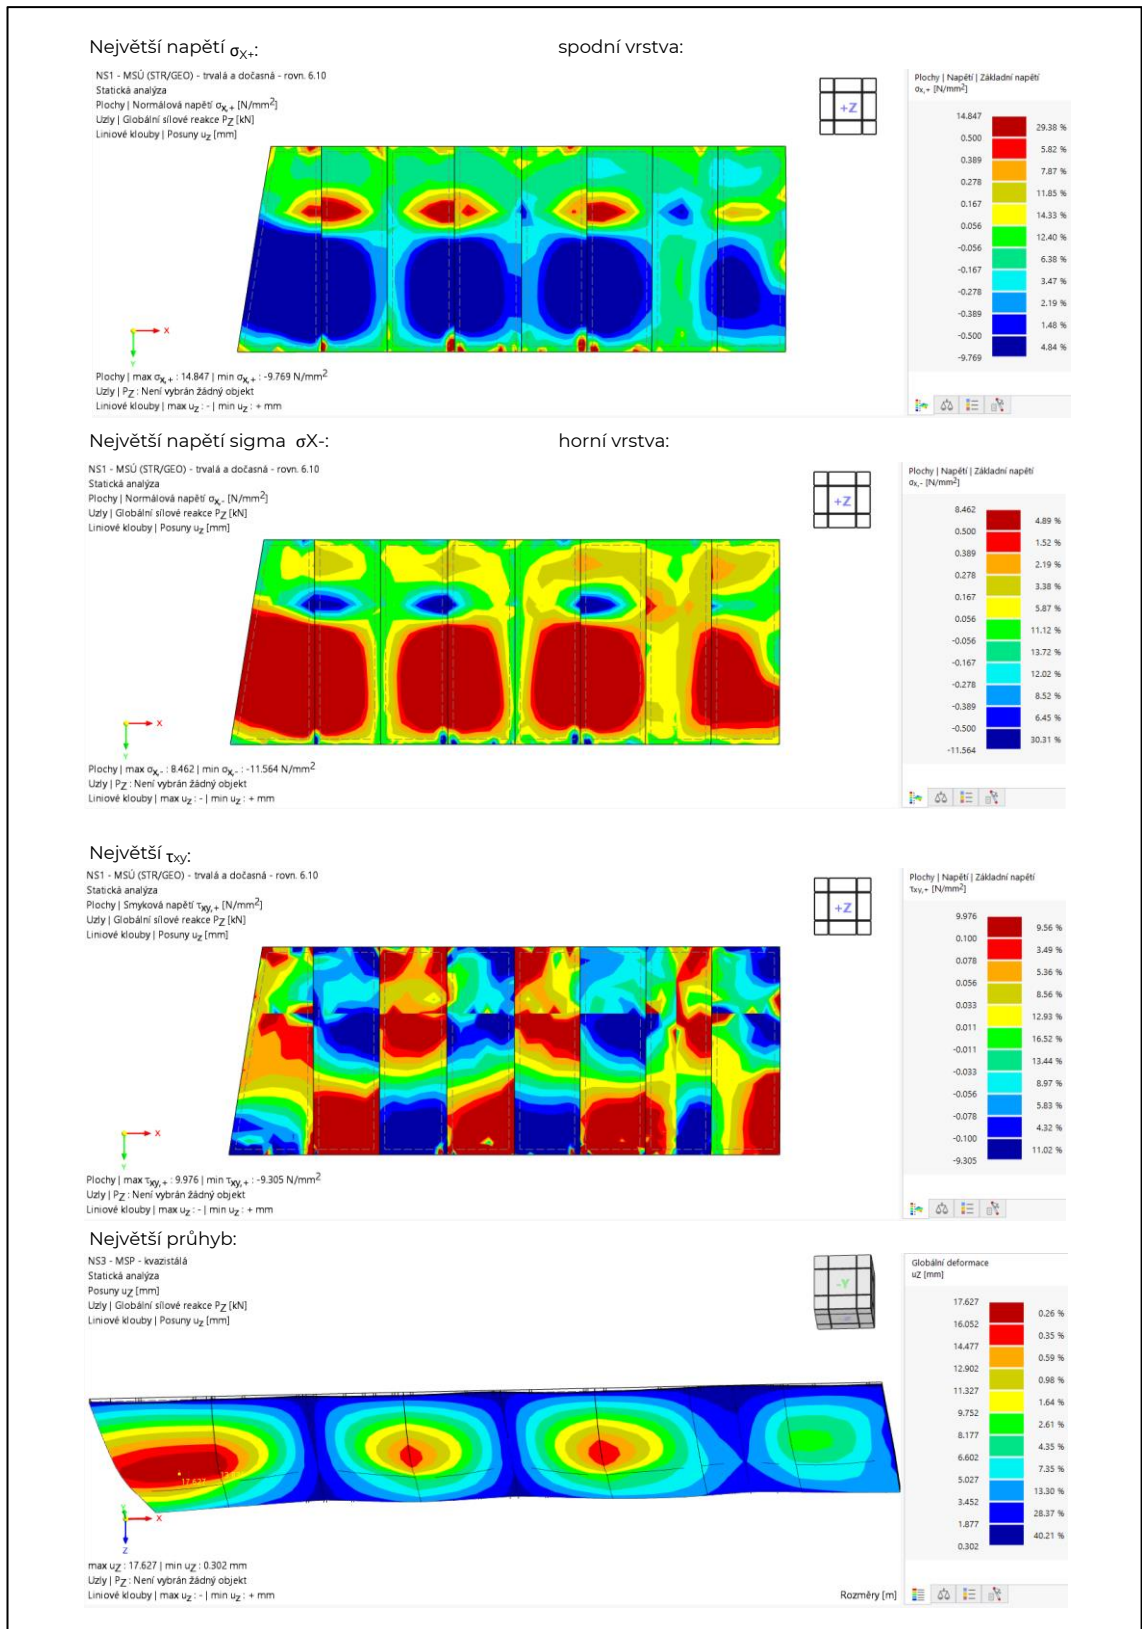 Největší napětí σX+: spodní vrstva:
NS1 - MSÚ (STR/GEO) - trvalá a dočasná - rovn. 6.10
Statická analýza
Plochy | Normálová napětí σx,+ [N/mm²]
Uzly | Globální silové reakce PZ [kN]
Liniové klouby | Posuny uZ [mm]
+Z
Plochy | Napětí | Základní napětí
σx,+ [N/mm²]
14.847
29.38 %
0.500
5.82 %
0.389
7.87 %
0.278
11.85 %
0.167
14.33 %
0.056
12.40 %
-0.056
6.38 %
-0.167
3.47 %
-0.278
2.19 %
-0.389
1.48 %
-0.500
4.84 %
-9.769
X
Y
Plochy | max σx,+ : 14.847 | min σx,+ : -9.769 N/mm²
Uzly | PZ : Není vybrán žádný objekt
Liniové klouby | max uZ : - | min uZ : + mm
Největší napětí sigma σX-: horní vrstva:
NS1 - MSÚ (STR/GEO) - trvalá a dočasná - rovn. 6.10
Statická analýza
Plochy | Normálová napětí σx,- [N/mm²]
Uzly | Globální silové reakce PZ [kN]
Liniové klouby | Posuny uZ [mm]
+Z
Plochy | Napětí | Základní napětí
σx,- [N/mm²]
8.462
4.89 %
0.500
1.52 %
0.389
2.19 %
0.278
3.38 %
0.167
5.87 %
0.056
11.12 %
-0.056
13.72 %
-0.167
12.02 %
-0.278
8.52 %
-0.389
6.45 %
-0.500
30.31 %
-11.564
X
Y
Plochy | max σx,- : 8.462 | min σx,- : -11.564 N/mm²
Uzly | PZ : Není vybrán žádný objekt
Liniové klouby | max uZ : - | min uZ : + mm
Největší τxy:
NS1 - MSÚ (STR/GEO) - trvalá a dočasná - rovn. 6.10
Statická analýza
Plochy | Smyková napětí τxy,+ [N/mm²]
Uzly | Globální silové reakce PZ [kN]
Liniové klouby | Posuny uZ [mm]
+Z
Plochy | Napětí | Základní napětí
τxy,+ [N/mm²]
9.976
9.56 %
0.100
3.49 %
0.078
5.36 %
0.056
8.56 %
0.033
12.93 %
0.011
16.52 %
-0.011
13.44 %
-0.033
8.97 %
-0.056
5.83 %
-0.078
4.32 %
-0.100
11.02 %
-9.305
X
Y
Plochy | max τxy,+ : 9.976 | min τxy,+ : -9.305 N/mm²
Uzly | PZ : Není vybrán žádný objekt
Liniové klouby | max uZ : - | min uZ : + mm
Největší průhyb:
NS3 - MSP - kvazistálá
Statická analýza
Posuny uZ [mm]
Uzly | Globální silové reakce PZ [kN]
Liniové klouby | Posuny uZ [mm]
-Y
Globální deformace
uZ [mm]
17.627
0.26 %
16.052
0.35 %
14.477
0.59 %
12.902
0.98 %
11.327
1.64 %
9.752
2.61 %
8.177
4.35 %
6.602
7.35 %
5.027
13.30 %
3.452
28.37 %
1.877
40.21 %
0.302
17.627
X
Z
max uZ : 17.627 | min uZ : 0.302 mm
Uzly | PZ : Není vybrán žádný objekt
Liniové klouby | max uZ : - | min uZ : + mm
Rozměry [m]